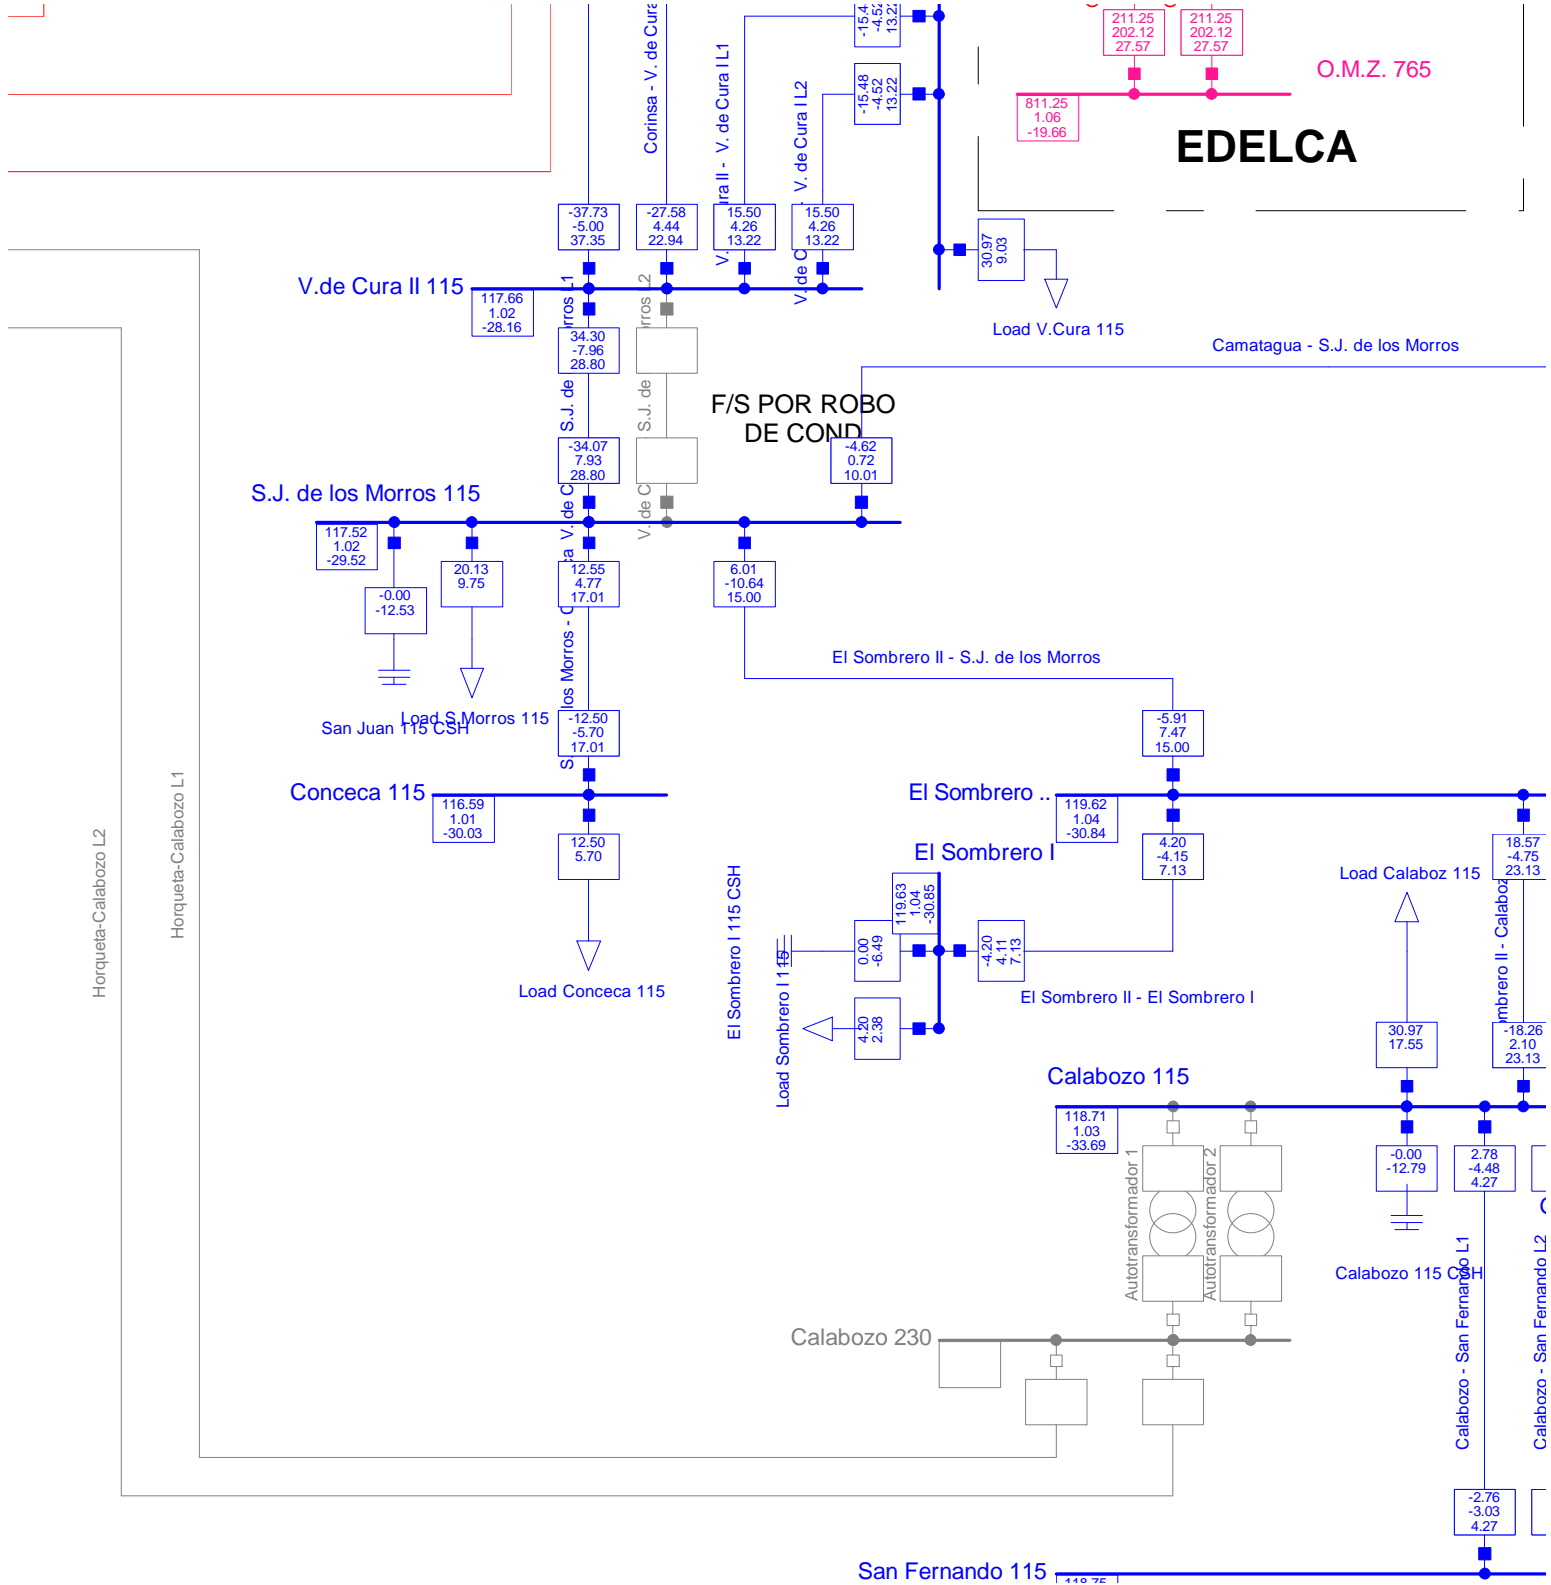 211.25
202.12
27.57
211.25
202.12
27.57
O.M.Z. 765
811.25
1.06
-19.66
EDELCA
Corinsa - V. de Cura
V. de Cura I L1
V. de Cura I L2
-4.52
13.22
-15.48
-4.52
13.22
-37.73
-5.00
37.35
-27.58
4.44
22.94
15.50
4.26
13.22
15.50
4.26
13.22
30.97
9.03
Load V.Cura 115
V.de Cura II 115
117.66
1.02
-28.16
34.30
-7.96
28.80
S.J. de
S.J. de
Camatagua - S.J. de los Morros
F/S POR ROBO
DE COND
-34.07
7.93
28.80
-4.62
0.72
10.01
S.J. de los Morros 115
117.52
1.02
-29.52
-0.00
-12.53
20.13
9.75
12.55
4.77
17.01
6.01
-10.64
15.00
los Morros -
El Sombrero II - S.J. de los Morros
Load S.Morros 115
San Juan 115 CSH
-12.50
-5.70
17.01
-5.91
7.47
15.00
Conceca 115
116.59
1.01
-30.03
12.50
5.70
Load Conceca 115
El Sombrero ..
119.62
1.04
-30.84
4.20
-4.15
7.13
18.57
-4.75
23.13
El Sombrero I
119.63
1.04
-30.85
Load Calaboz 115
El Sombrero I 115 CSH
0.00
-6.49
-4.20
4.11
7.13
El Sombrero II - El Sombrero I
Load Sombrero I 115
4.20
2.38
mbrero II - Calaboz
Horqueta-Calabozo L2
Horqueta-Calabozo L1
30.97
17.55
-18.26
2.10
23.13
Calabozo 115
118.71
1.03
-33.69
Autotransformador 1
Autotransformador 2
-0.00
-12.79
2.78
-4.48
4.27
Calabozo 115 CSH
Calabozo - San Fernando L1
Calabozo - San Fernando L2
Calabozo 230
-2.76
-3.03
4.27
San Fernando 115
118.75